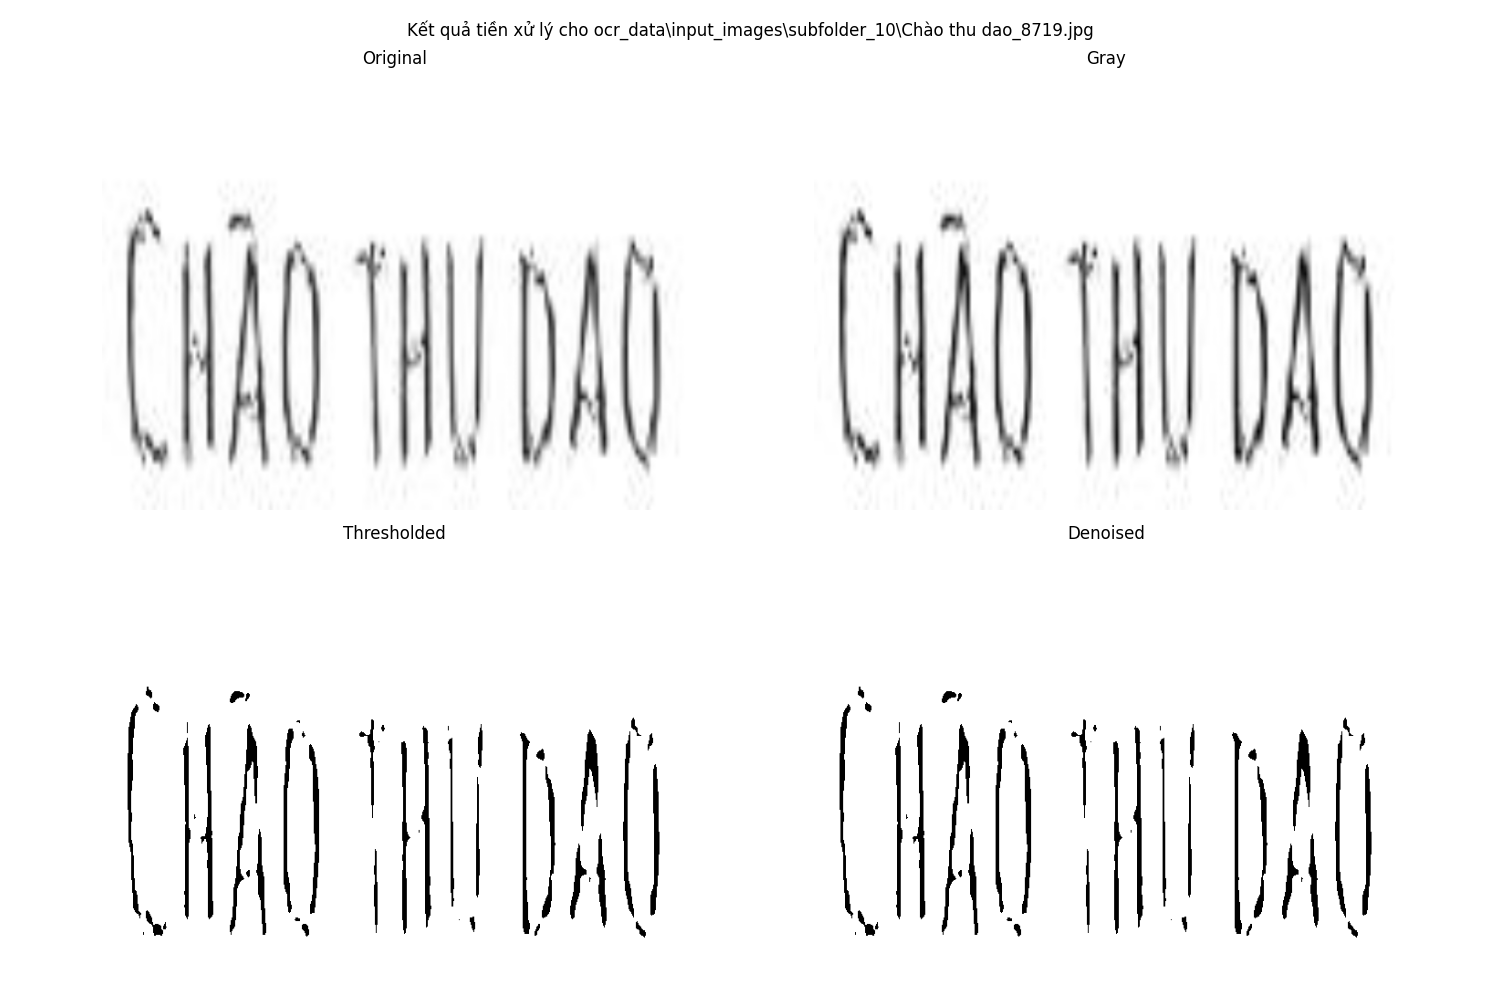 Kết quả tiền xử lý cho ocr_data\input_images\subfolder_10\Chào thu dao_8719.jpg
Original
Gray
CHÃO THU DAO
CHÃO THU DAO
Thresholded
Denoised
CHÃO THU DAO
CHÃO THU DAO